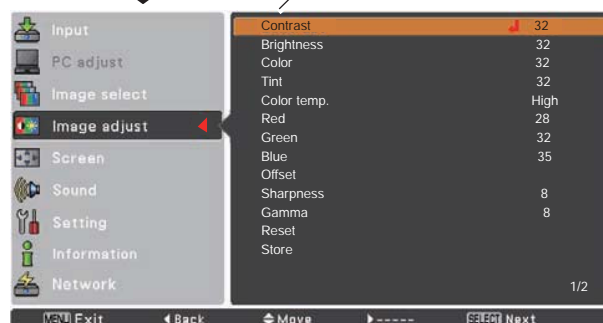 Input
PC adjust
Image select
Image adjust
Screen
Sound
Setting
Information
Network
Contrast 32
Brightness 32
Color 32
Tint 32
Color temp. High
Red 28
Green 32
Blue 35
Offset
Sharpness 8
Gamma 8
Reset
Store
1/2
MENU Exit Back Move ----- SELECT Next